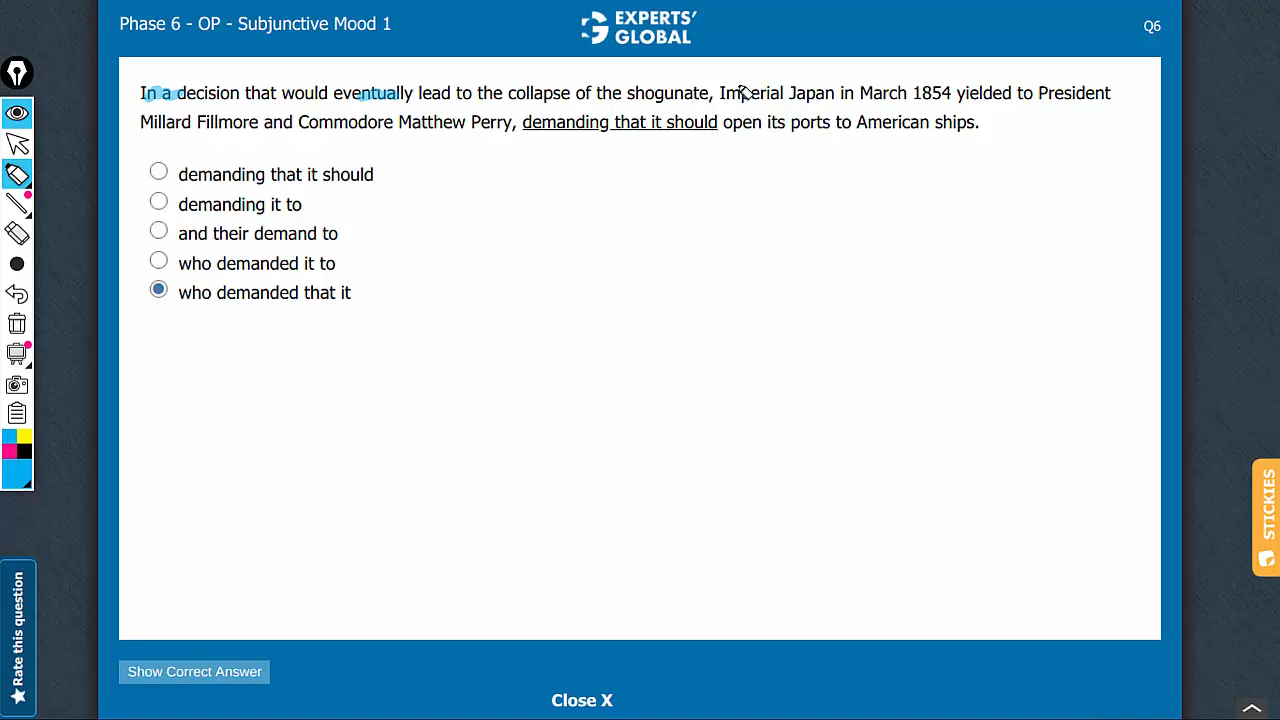 Phase 6 - OP - Subjunctive Mood 1
EXPERTS'
GLOBAL
Q6
In a decision that would eventually lead to the collapse of the shogunate, Imperial Japan in March 1854 yielded to President
Millard Fillmore and Commodore Matthew Perry, demanding that it should open its ports to American ships.
demanding that it should
demanding it to
and their demand to
who demanded it to
who demanded that it
STICKIES
Rate this question
Show Correct Answer
Close X